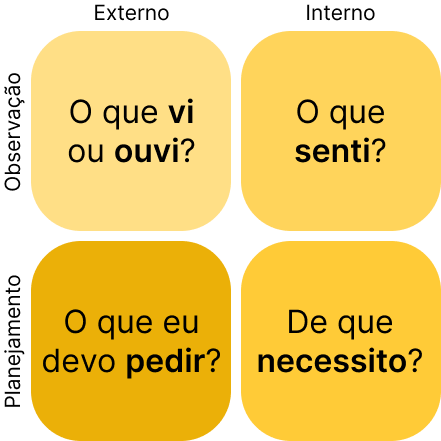 Externo
Interno
Observação
O que vi
ou ouvi?
O que
senti?
Planejamento
O que eu
devo pedir?
De que
necessito?